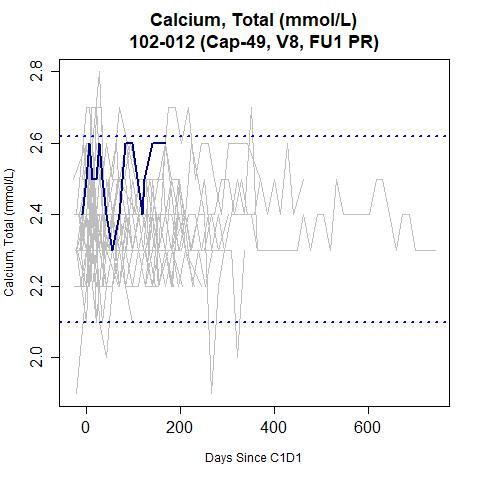 Calcium, Total (mmol/L)
102-012 (Cap-49, V8, FU1 PR)
Calcium, Total (mmol/L)
2.8
2.6
2.4
2.2
2.0
0 200 400 600
Days Since C1D1